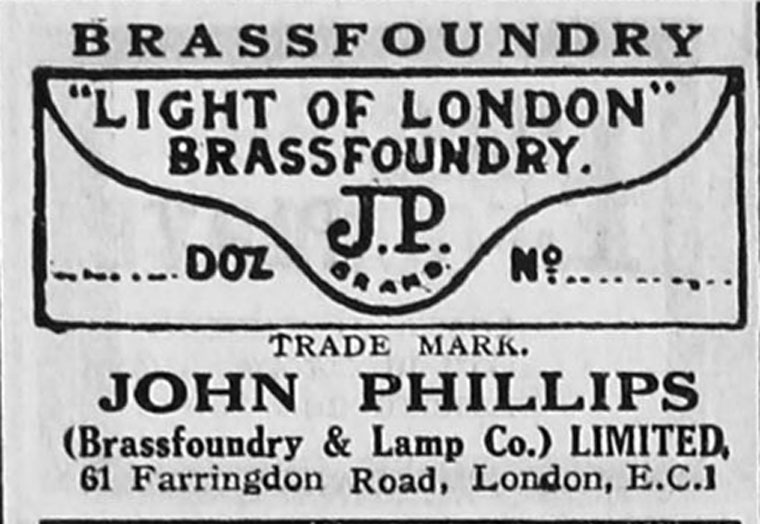 BRASSFOUNDRY
"LIGHT OF LONDON"
BRASSFOUNDRY.
J.P.
BRAND.
DOZ Nº
TRADE MARK.
JOHN PHILLIPS
(Brassfoundry & Lamp Co.) LIMITED,
61 Farringdon Road, London, E.C.1